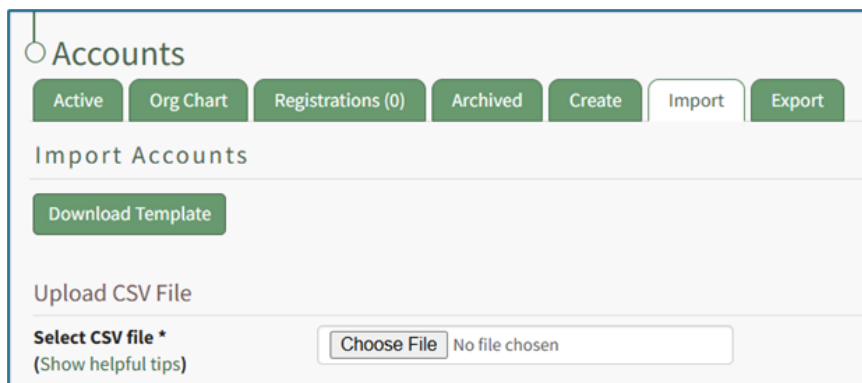 Accounts
Active Org Chart Registrations (0) Archived Create Import Export
Import Accounts
Download Template
Upload CSV File
Select CSV file * Choose File No file chosen
(Show helpful tips)